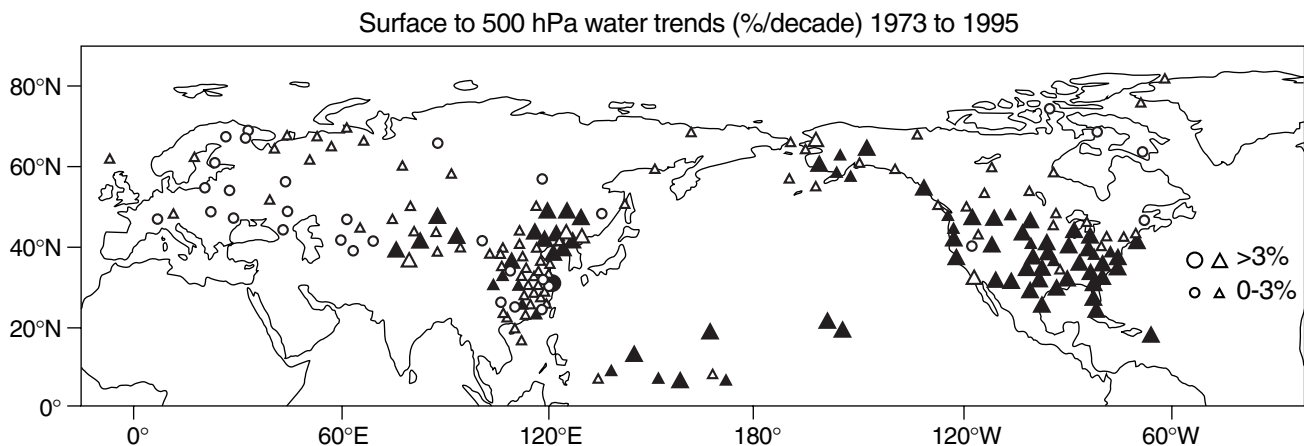 Surface to 500 hPa water trends (%/decade) 1973 to 1995
80°N
60°N
40°N
20°N
0°
>3%
0-3%
0° 60°E 120°E 180° 120°W 60°W